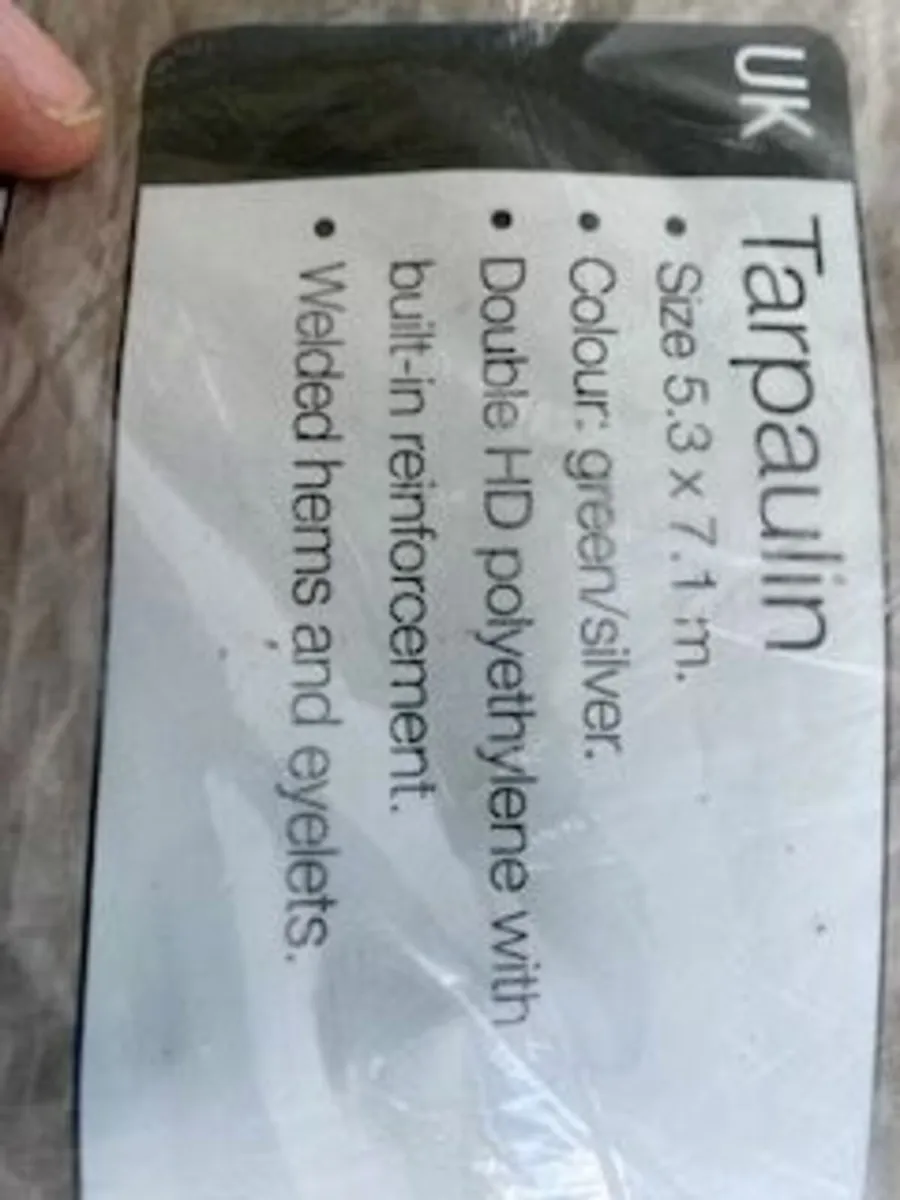 UK
Tarpaulin
• Size 5.3 x 7.1 m.
• Colour: green/silver.
• Double HD polyethylene with
built-in reinforcement.
• Welded hems and eyelets.